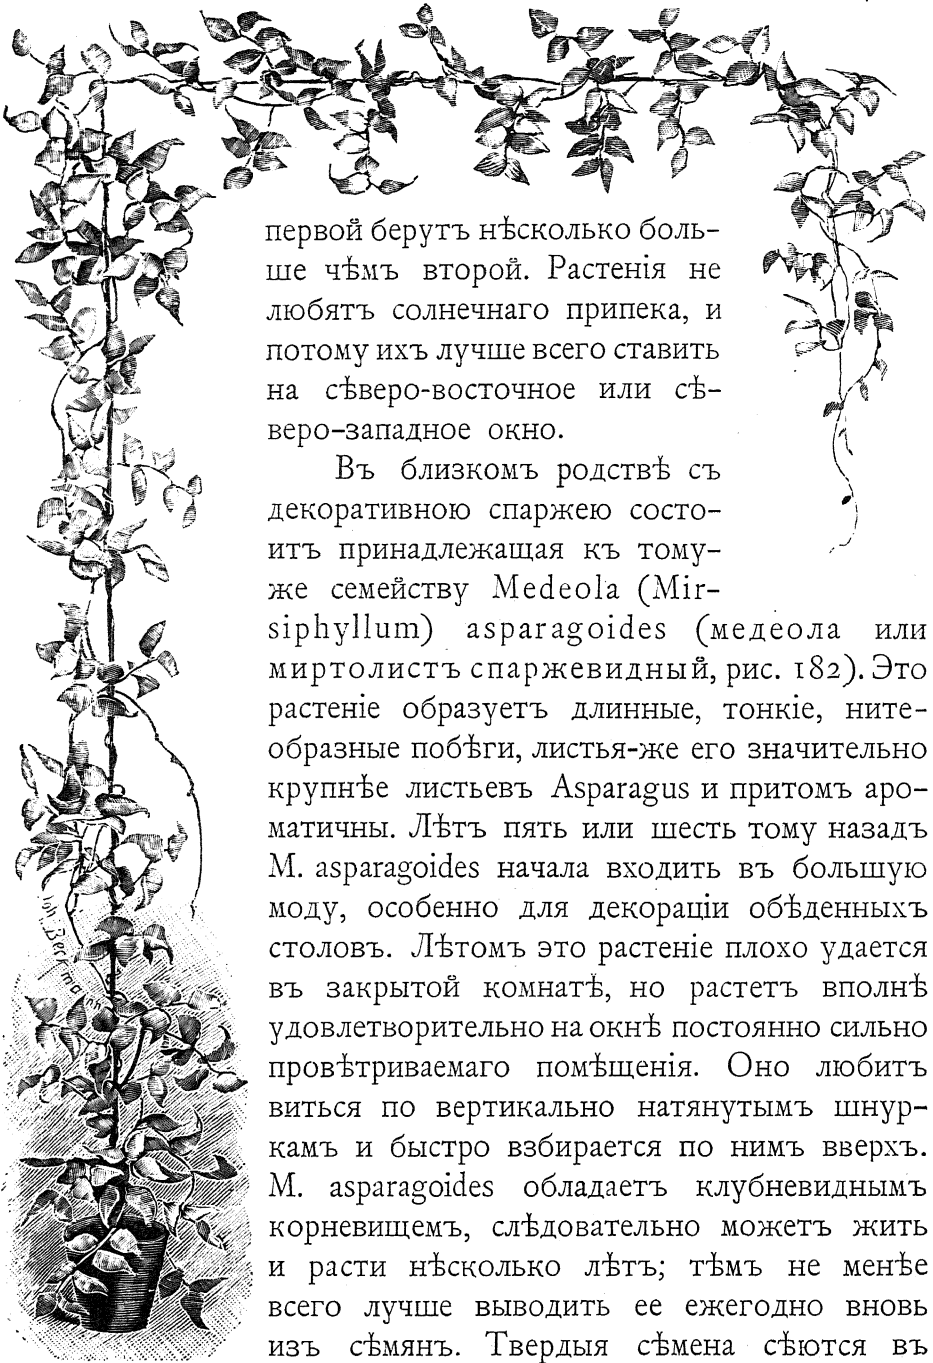 первой берутъ нѣсколько боль-
ше чѣмъ второй. Растенія не
любятъ солнечнаго припека, и
потому ихъ лучше всего ставить
на сѣверо-восточное или сѣ-
веро-западное окно.
Въ близкомъ родствѣ съ
декоративною спаржею состо-
итъ принадлежащая къ тому-
же семейству Medeola (Mir-
siphyllum) asparagoides (медеола или
миртолистъ спаржевидный, рис. 182). Это
растеніе образуетъ длинные, тонкіе, ните-
образные побѣги, листья-же его значительно
крупнѣе листьевъ Asparagus и притомъ аро-
матичны. Лѣтъ пять или шесть тому назадъ
M. asparagoides начала входить въ большую
моду, особенно для декораціи обѣденныхъ
столовъ. Лѣтомъ это растеніе плохо удается
въ закрытой комнатѣ, но растетъ вполнѣ
удовлетворительно на окнѣ постоянно сильно
провѣтриваемаго помѣщенія. Оно любитъ
виться по вертикально натянутымъ шнур-
камъ и быстро взбирается по нимъ вверхъ.
M. asparagoides обладаетъ клубневиднымъ
корневищемъ, слѣдовательно можетъ жить
и расти нѣсколько лѣтъ; тѣмъ не менѣе
всего лучше выводить ее ежегодно вновь
изъ сѣмянъ. Твердыя сѣмена сѣются въ
Joh. Beckmann